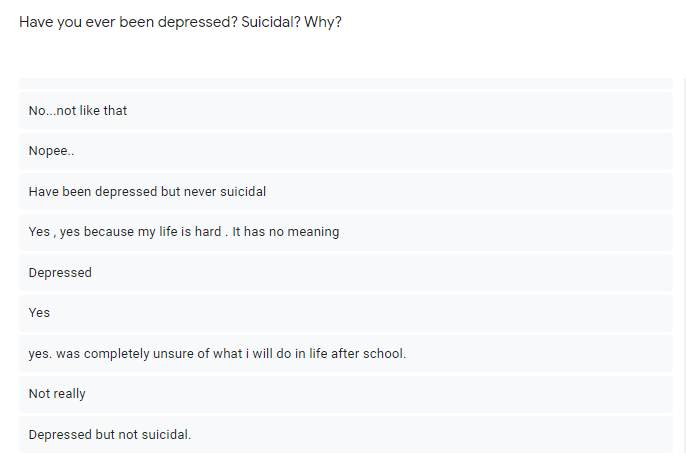 Have you ever been depressed? Suicidal? Why?
No...not like that
Nopee..
Have been depressed but never suicidal
Yes , yes because my life is hard . It has no meaning
Depressed
Yes
yes. was completely unsure of what i will do in life after school.
Not really
Depressed but not suicidal.